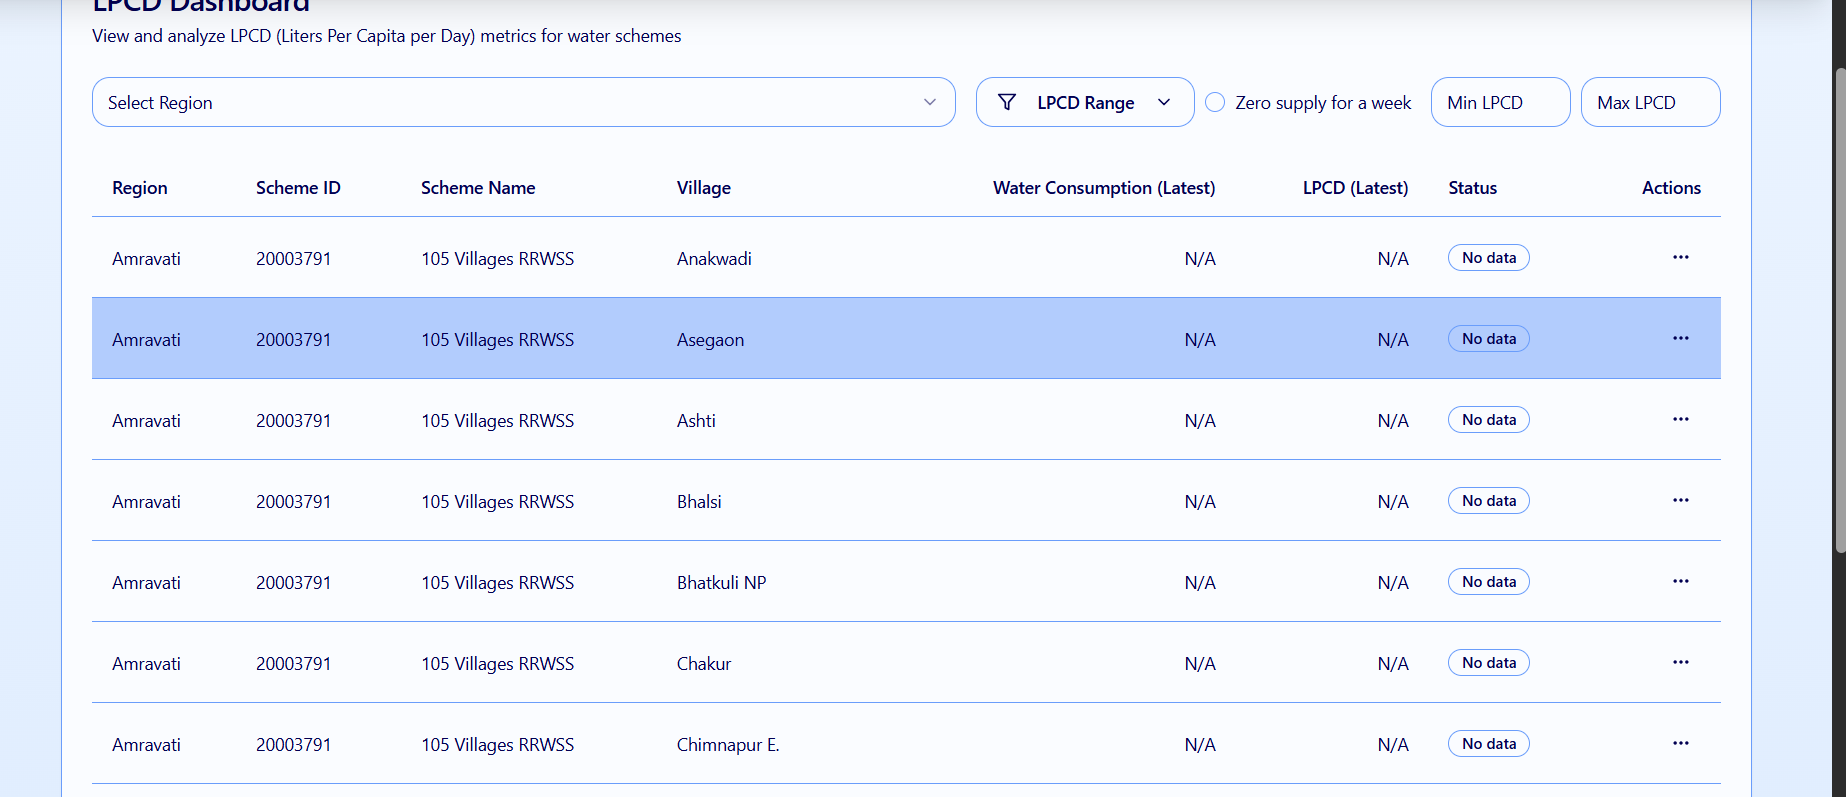 LPCD Dashboard
View and analyze LPCD (Liters Per Capita per Day) metrics for water schemes
Select Region LPCD Range Zero supply for a week Min LPCD Max LPCD
Region Scheme ID Scheme Name Village Water Consumption (Latest) LPCD (Latest) Status Actions
Amravati 20003791 105 Villages RRWSS Anakwadi N/A N/A No data ...
Amravati 20003791 105 Villages RRWSS Asegaon N/A N/A No data ...
Amravati 20003791 105 Villages RRWSS Ashti N/A N/A No data ...
Amravati 20003791 105 Villages RRWSS Bhalsi N/A N/A No data ...
Amravati 20003791 105 Villages RRWSS Bhatkuli NP N/A N/A No data ...
Amravati 20003791 105 Villages RRWSS Chakur N/A N/A No data ...
Amravati 20003791 105 Villages RRWSS Chimnapur E. N/A N/A No data ...